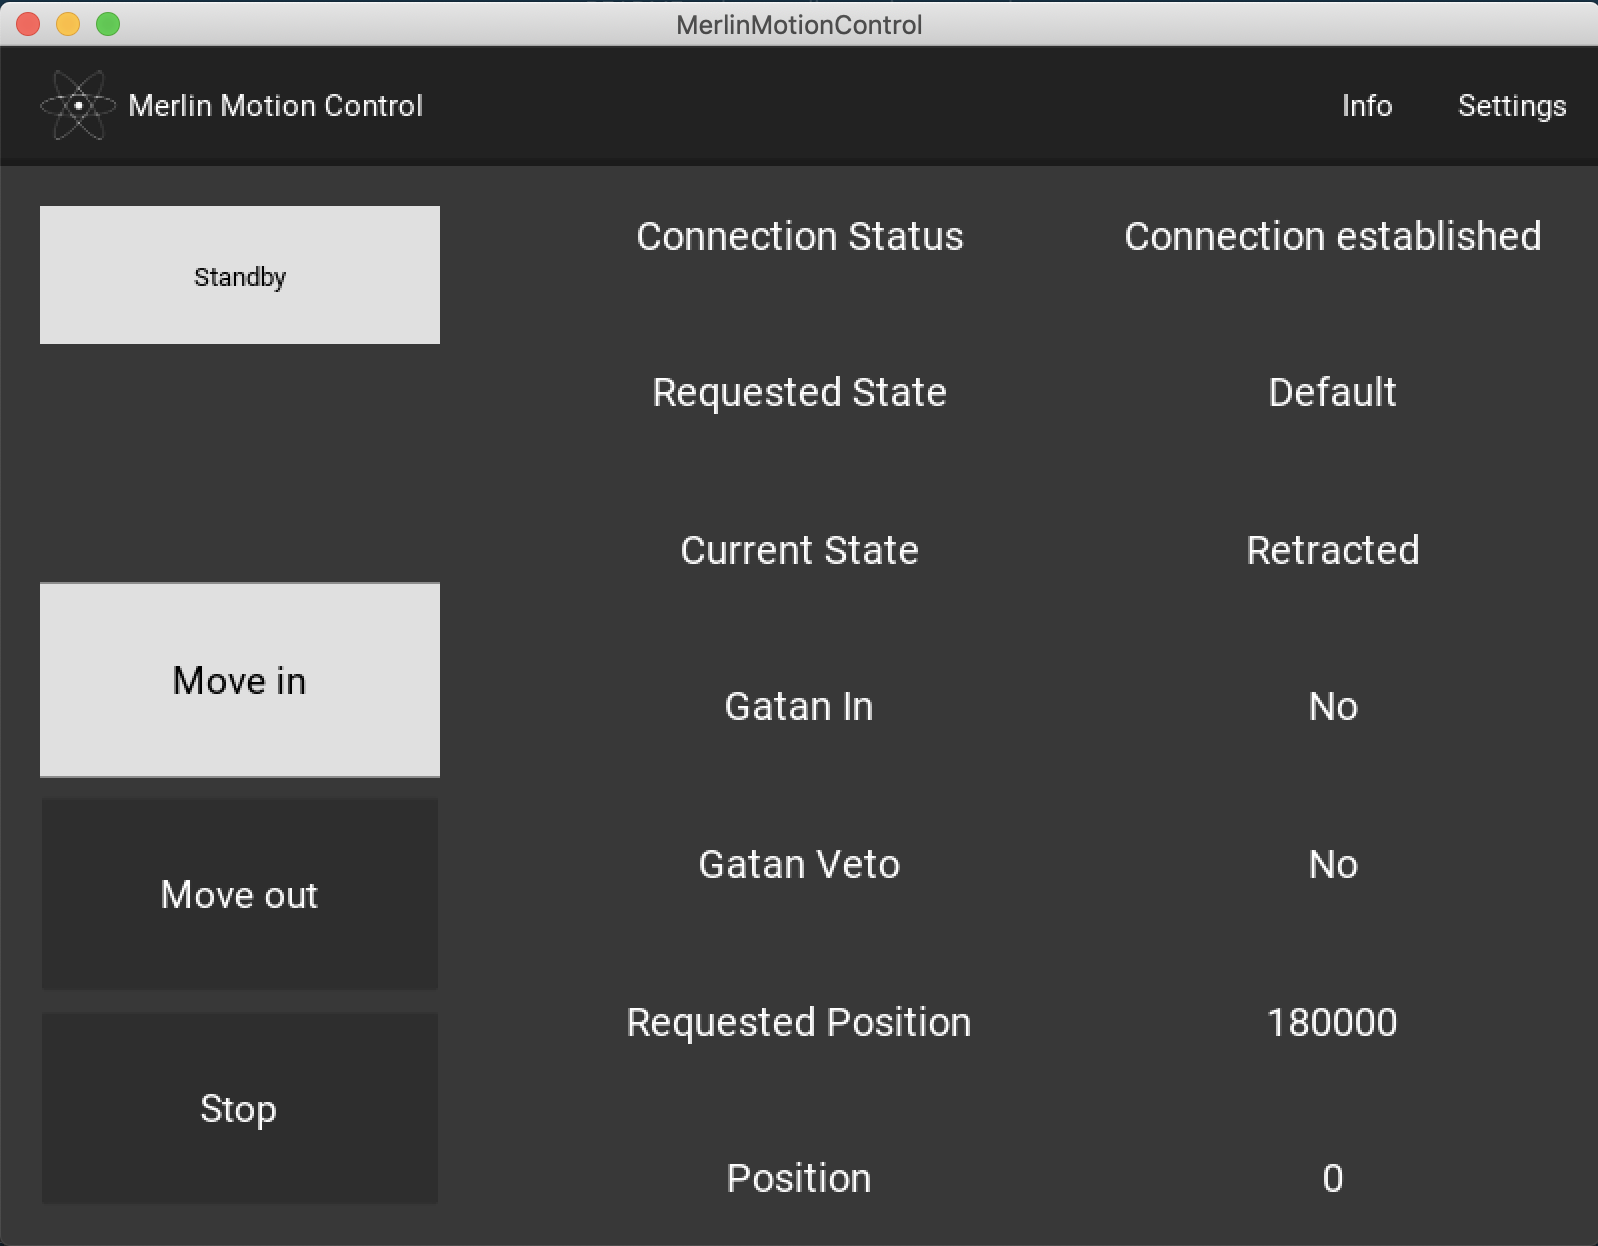 MerlinMotionControl
Merlin Motion Control
Info
Settings
Standby
Connection Status
Connection established
Requested State
Default
Current State
Retracted
Move in
Gatan In
No
Move out
Gatan Veto
No
Requested Position
180000
Stop
Position
0